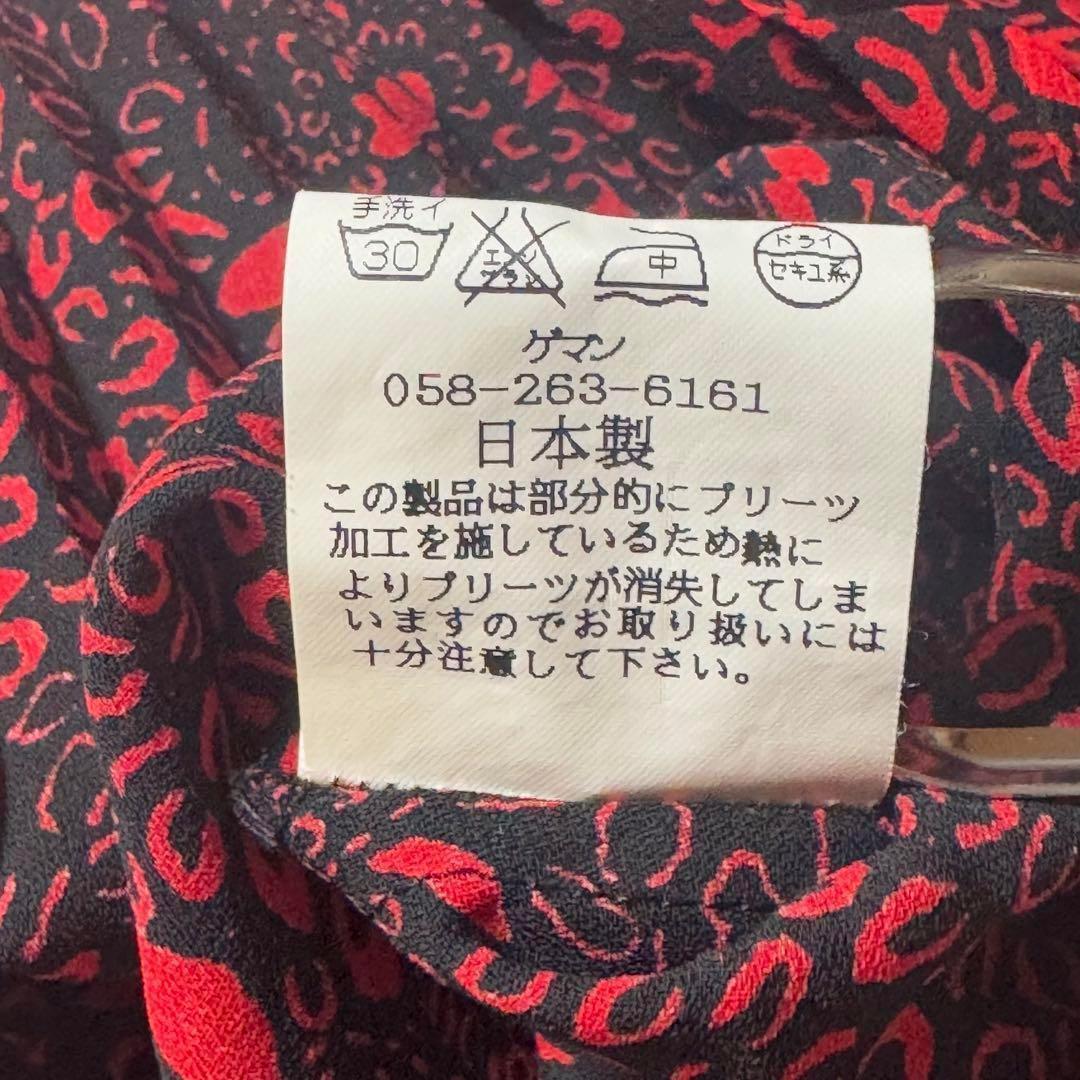 手洗イ
30
エンソ
ブラシ
中
ドライ
セキユ系
ゲマン
058-263-6161
日本製
この製品は部分的にプリーツ
加工を施しているため熱に
よりプリーツが消失してしま
いますのでお取り扱いには
十分注意して下さい。